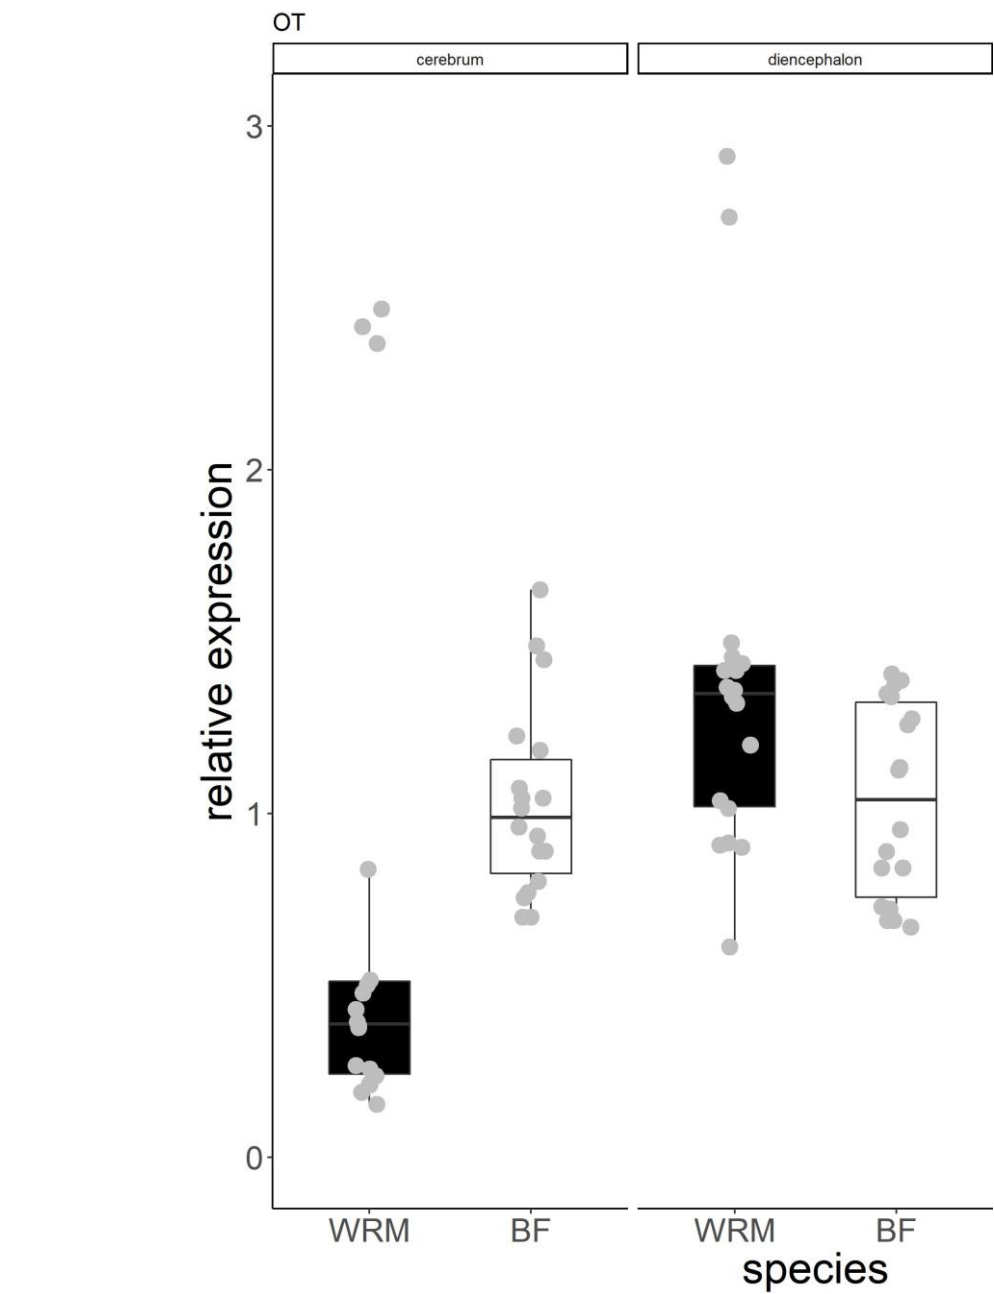 OT
cerebrum
diencephalon
3
2
1
0
relative expression
WRM
BF
WRM
BF
species